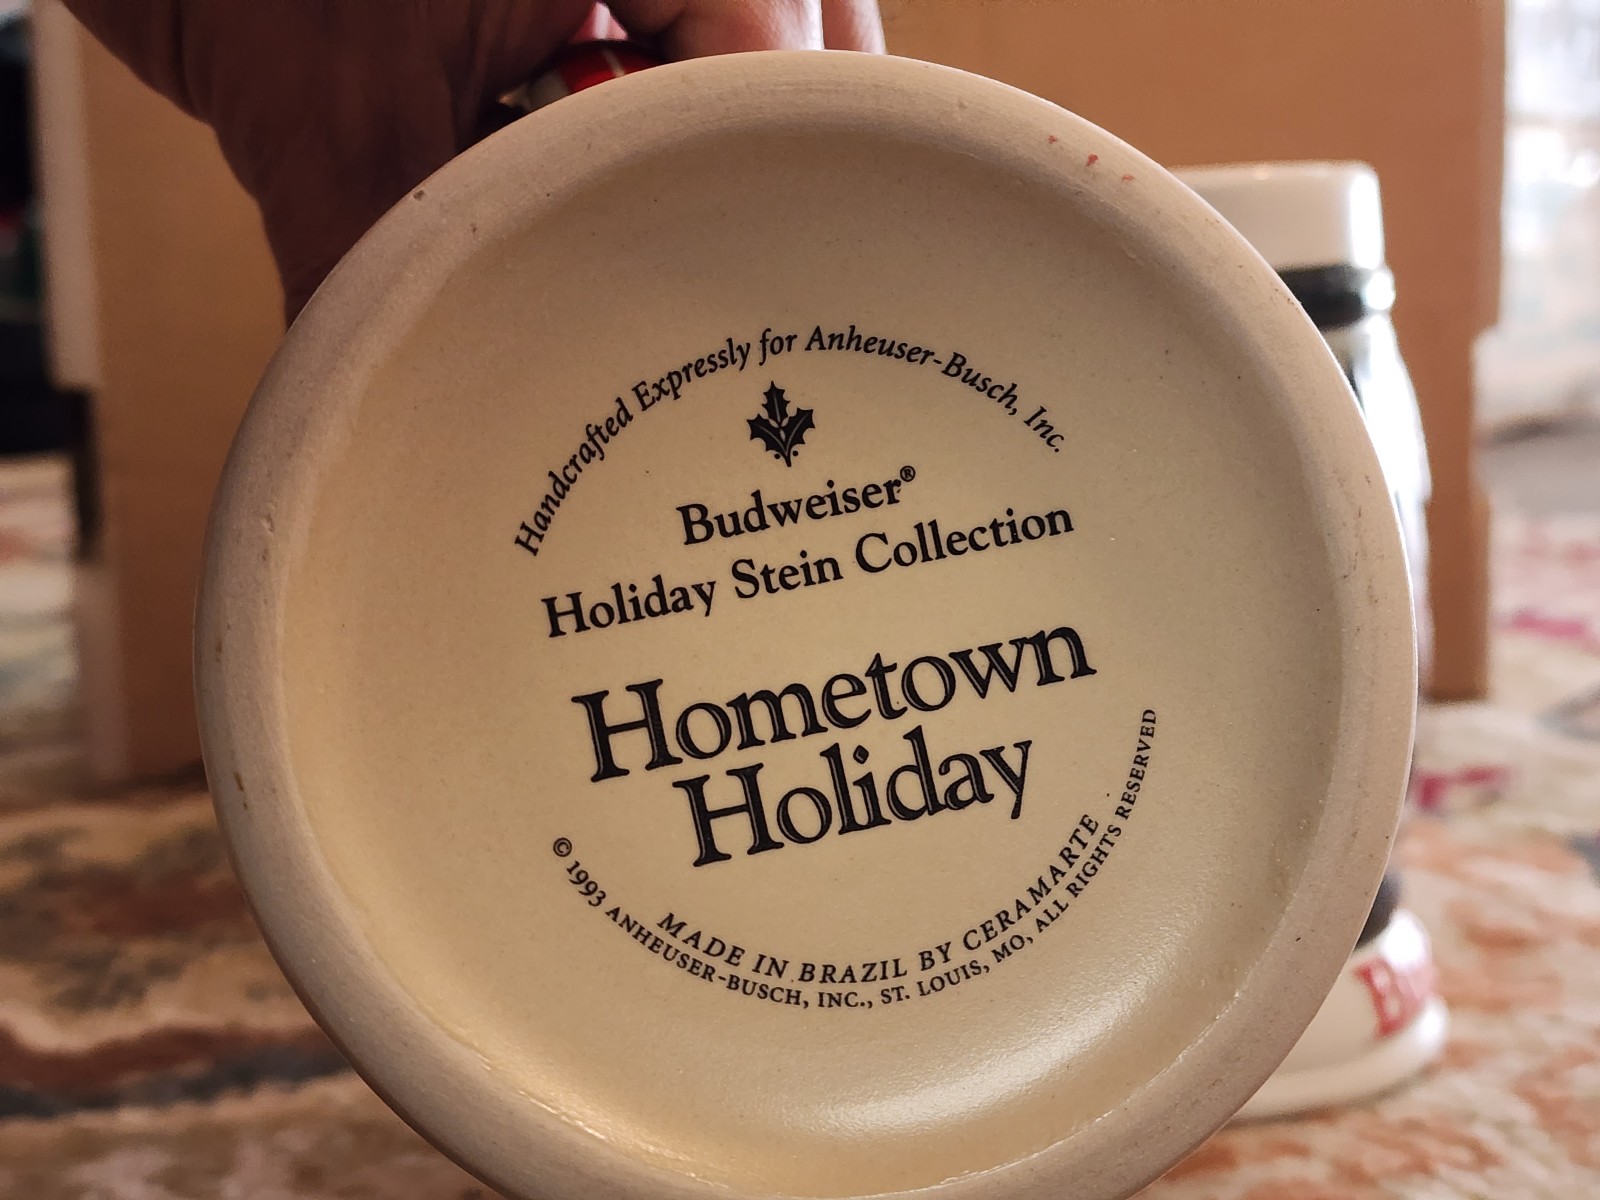 Handcrafted Expressly for Anheuser-Busch, Inc.
Budweiser®
Holiday Stein Collection
Hometown
Holiday
MADE IN BRAZIL BY CERAMARTE
© 1993 ANHEUSER-BUSCH, INC., ST. LOUIS, MO, ALL RIGHTS RESERVED